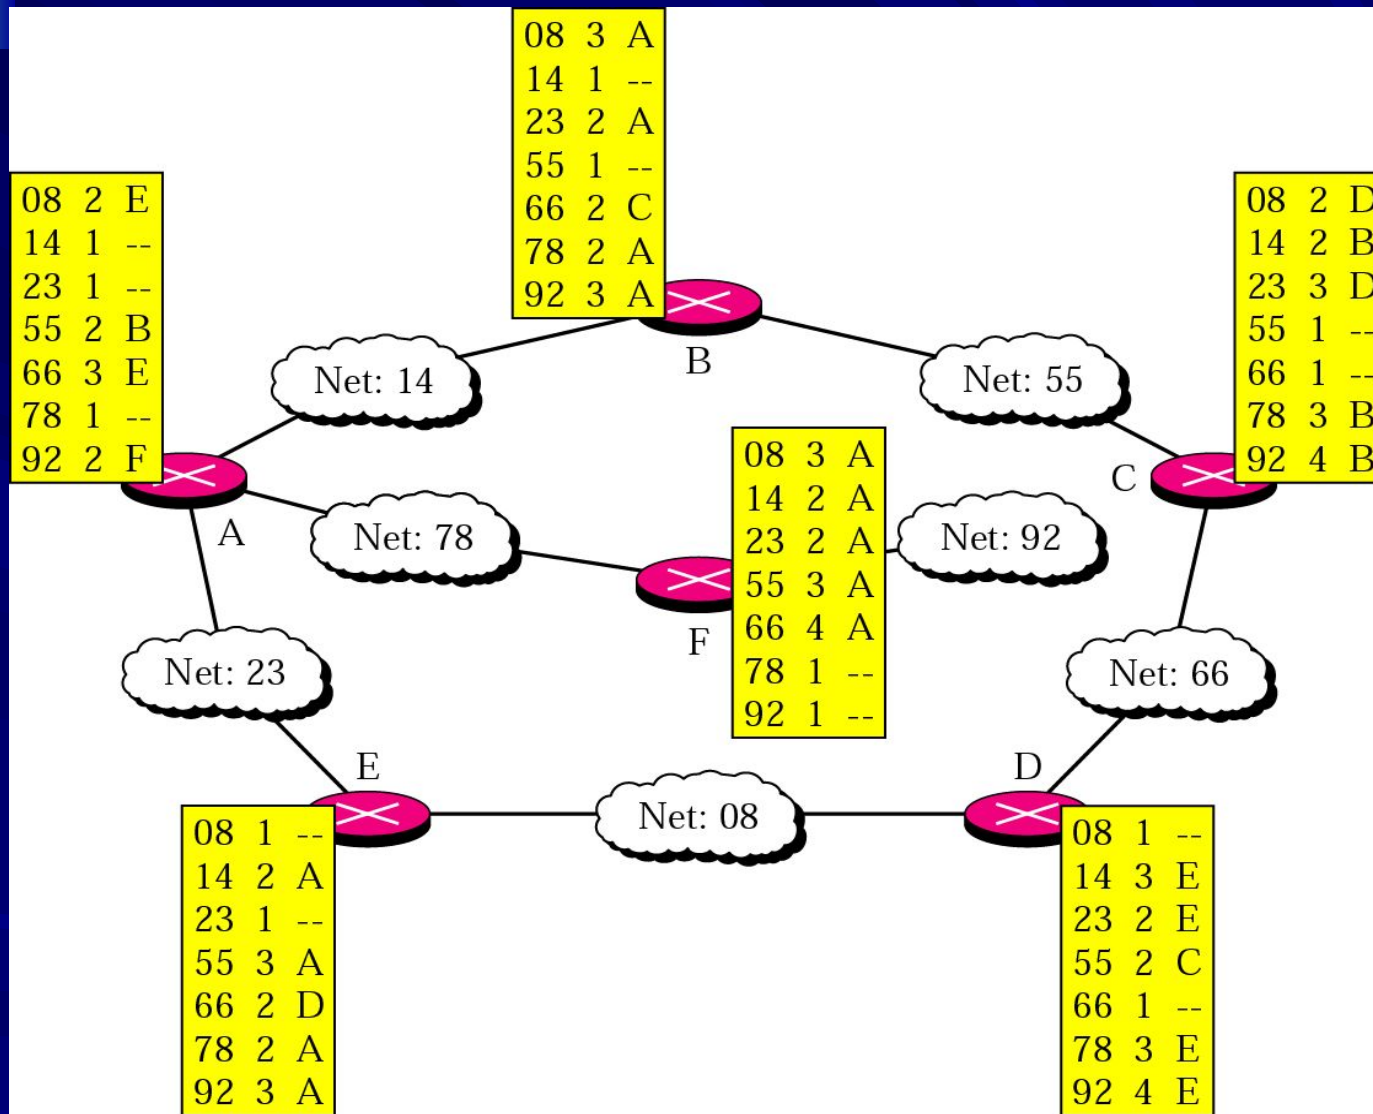 08 3 A
14 1 --
23 2 A
55 1 --
66 2 C
78 2 A
92 3 A
B
08 2 E
14 1 --
23 1 --
55 2 B
66 3 E
78 1 --
92 2 F
A
08 2 D
14 2 B
23 3 D
55 1 --
66 1 --
78 3 B
92 4 B
C
Net: 14
Net: 55
Net: 78
F
08 3 A
14 2 A
23 2 A
55 3 A
66 4 A
78 1 --
92 1 --
Net: 92
Net: 23
Net: 66
E
Net: 08
D
08 1 --
14 2 A
23 1 --
55 3 A
66 2 D
78 2 A
92 3 A
08 1 --
14 3 E
23 2 E
55 2 C
66 1 --
78 3 E
92 4 E